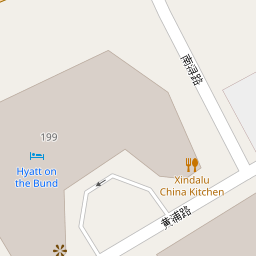 南浔路
199
Hyatt on
the Bund
Xindalu
China Kitchen
黄浦路